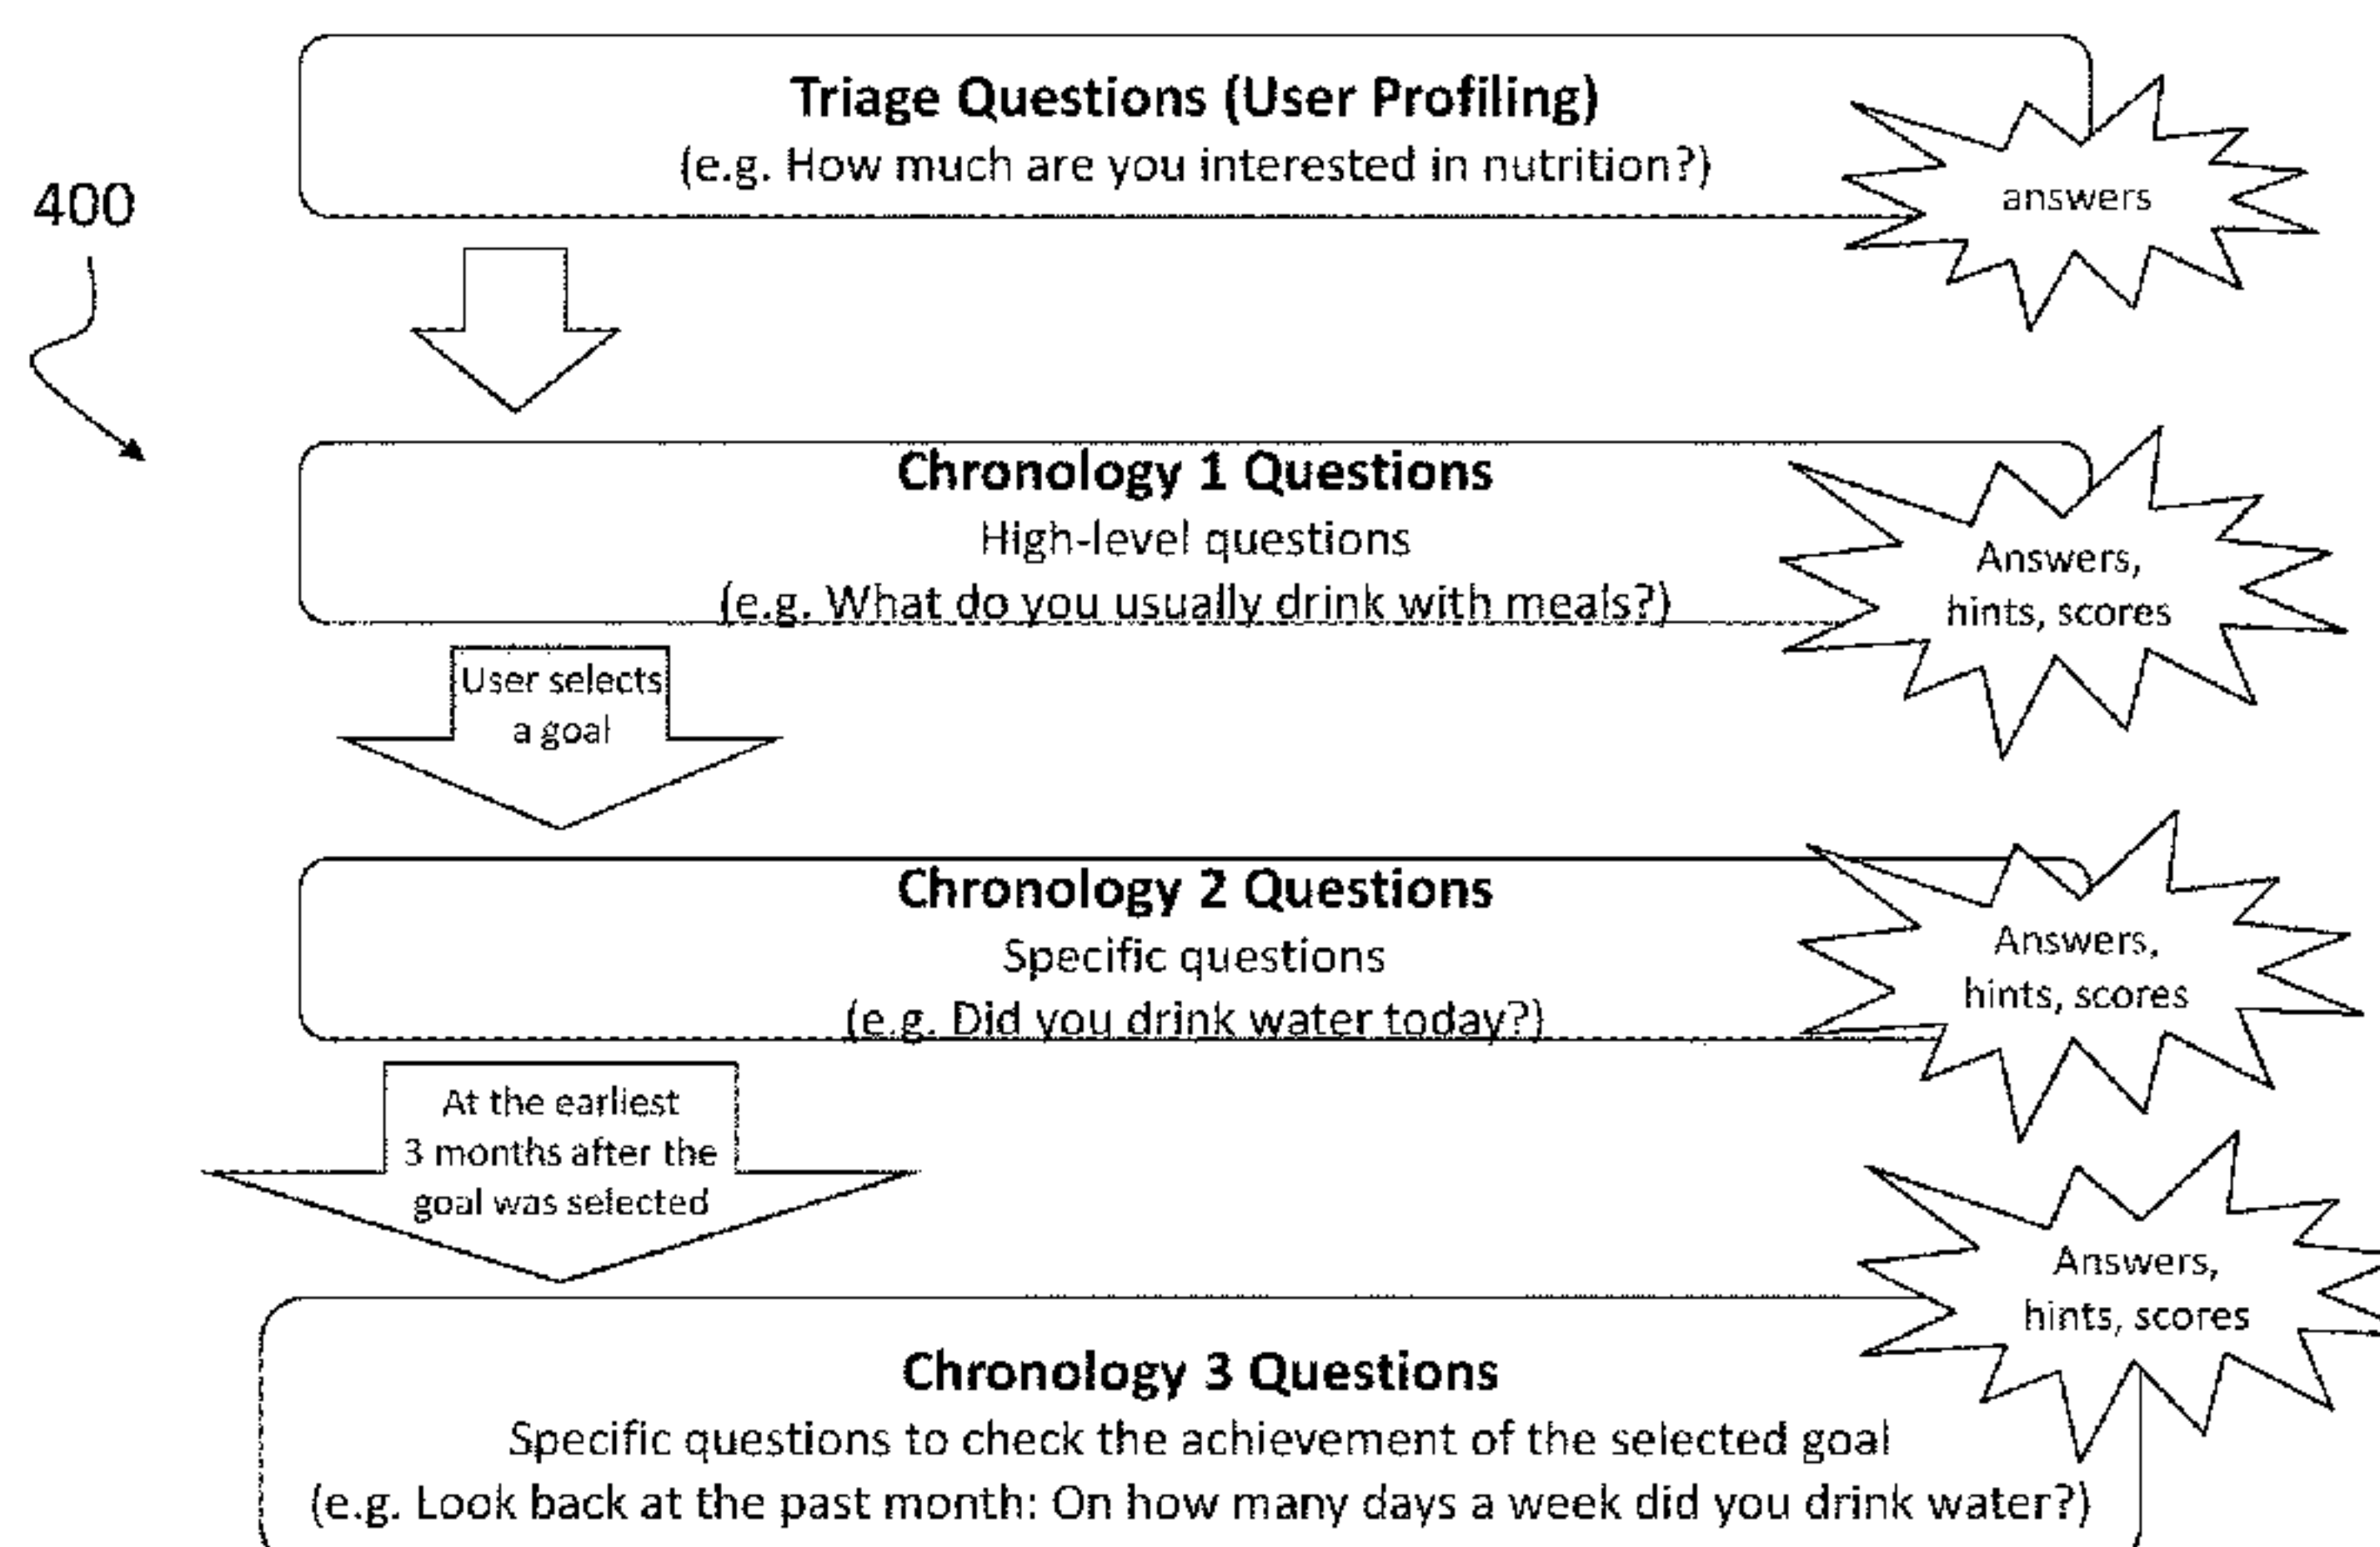 Triage Questions (User Profiling)
(e.g. How much are you interested in nutrition?)
answers
400
Chronology 1 Questions
High-level questions
(e.g. What do you usually drink with meals?)
Answers,
hints, scores
User selects
a goal
Chronology 2 Questions
Specific questions
(e.g. Did you drink water today?)
Answers,
hints, scores
At the earliest
3 months after the
goal was selected
Answers,
hints, scores
Chronology 3 Questions
Specific questions to check the achievement of the selected goal
(e.g. Look back at the past month: On how many days a week did you drink water?)